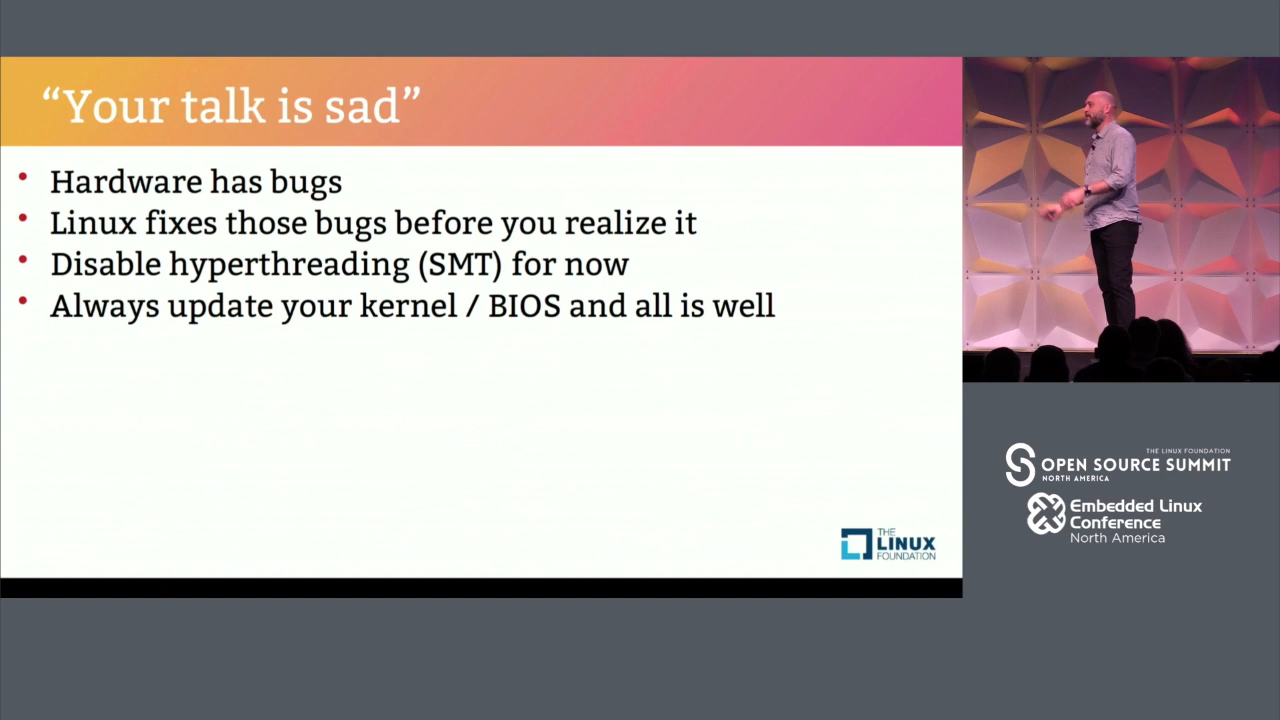 “Your talk is sad”
• Hardware has bugs
• Linux fixes those bugs before you realize it
• Disable hyperthreading (SMT) for now
• Always update your kernel / BIOS and all is well
THE
LINUX
FOUNDATION
THE LINUX FOUNDATION
OPEN SOURCE SUMMIT
NORTH AMERICA
Embedded Linux
Conference
North America